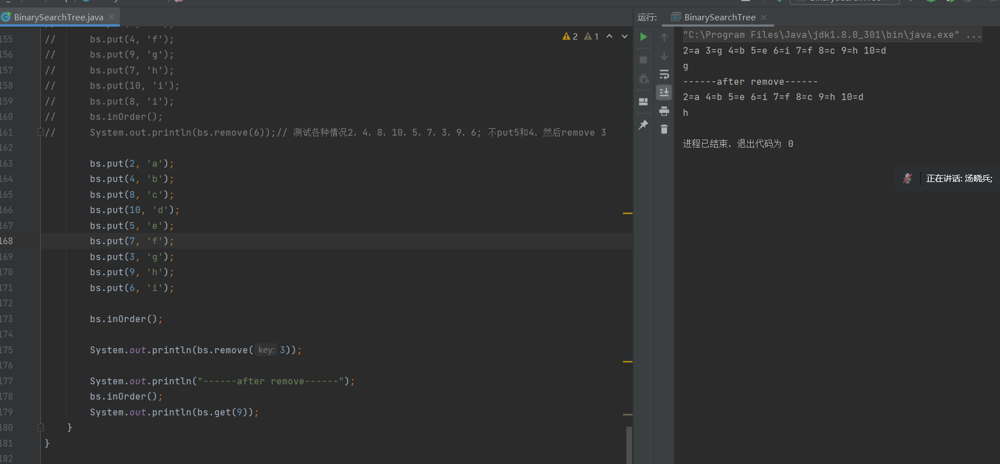 BinarySearchTree.java
运行:
BinarySearchTree
2
1
155 // bs.put(4, 'f');
156 // bs.put(9, 'g');
157 // bs.put(7, 'h');
158 // bs.put(10, 'i');
159 // bs.put(8, 'i');
160 // bs.inOrder();
161 // System.out.println(bs.remove(6));// 测试各种情况2, 4, 8, 10, 5, 7, 3, 9, 6; 不put5和4, 然后remove 3
162
163 bs.put(2, 'a');
164 bs.put(4, 'b');
165 bs.put(8, 'c');
166 bs.put(10, 'd');
167 bs.put(5, 'e');
168 bs.put(7, 'f');
169 bs.put(3, 'g');
170 bs.put(9, 'h');
171 bs.put(6, 'i');
172
173 bs.inOrder();
174
175 System.out.println(bs.remove( key: 3));
176
177 System.out.println("------after remove------");
178 bs.inOrder();
179 System.out.println(bs.get(9));
180 }
181 }
182
"C:\Program Files\Java\jdk1.8.0_301\bin\java.exe" ...
2=a 3=g 4=b 5=e 6=i 7=f 8=c 9=h 10=d
g
------after remove------
2=a 4=b 5=e 6=i 7=f 8=c 9=h 10=d
h
进程已结束，退出代码为 0
正在讲话: 汤晓兵;